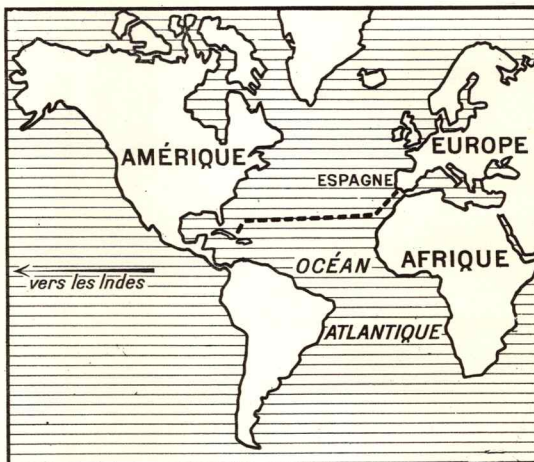 AMÉRIQUE
EUROPE
ESPAGNE
OCÉAN
AFRIQUE
vers les Indes
ATLANTIQUE